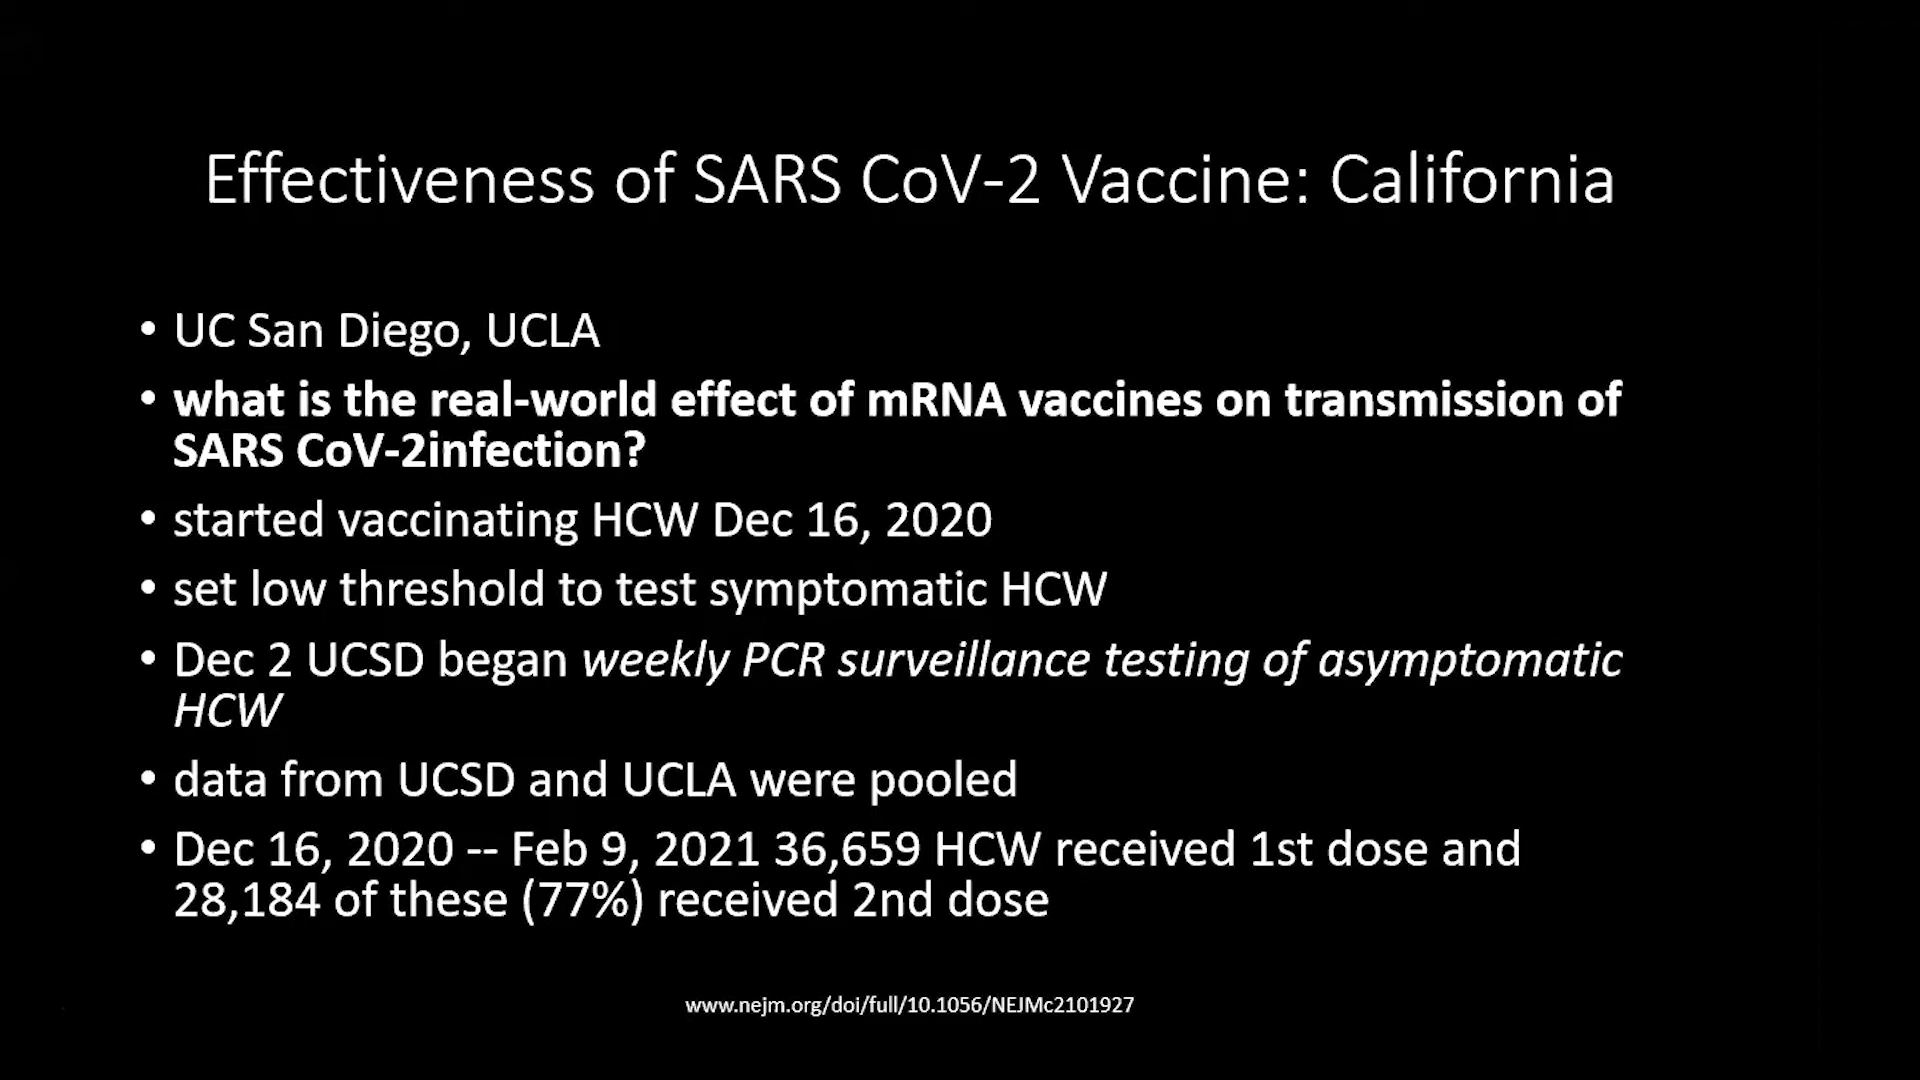 Effectiveness of SARS CoV-2 Vaccine: California
• UC San Diego, UCLA
• what is the real-world effect of mRNA vaccines on transmission of
SARS CoV-2infection?
• started vaccinating HCW Dec 16, 2020
• set low threshold to test symptomatic HCW
• Dec 2 UCSD began weekly PCR surveillance testing of asymptomatic
HCW
• data from UCSD and UCLA were pooled
• Dec 16, 2020 -- Feb 9, 2021 36,659 HCW received 1st dose and
28,184 of these (77%) received 2nd dose
www.nejm.org/doi/full/10.1056/NEJMc2101927